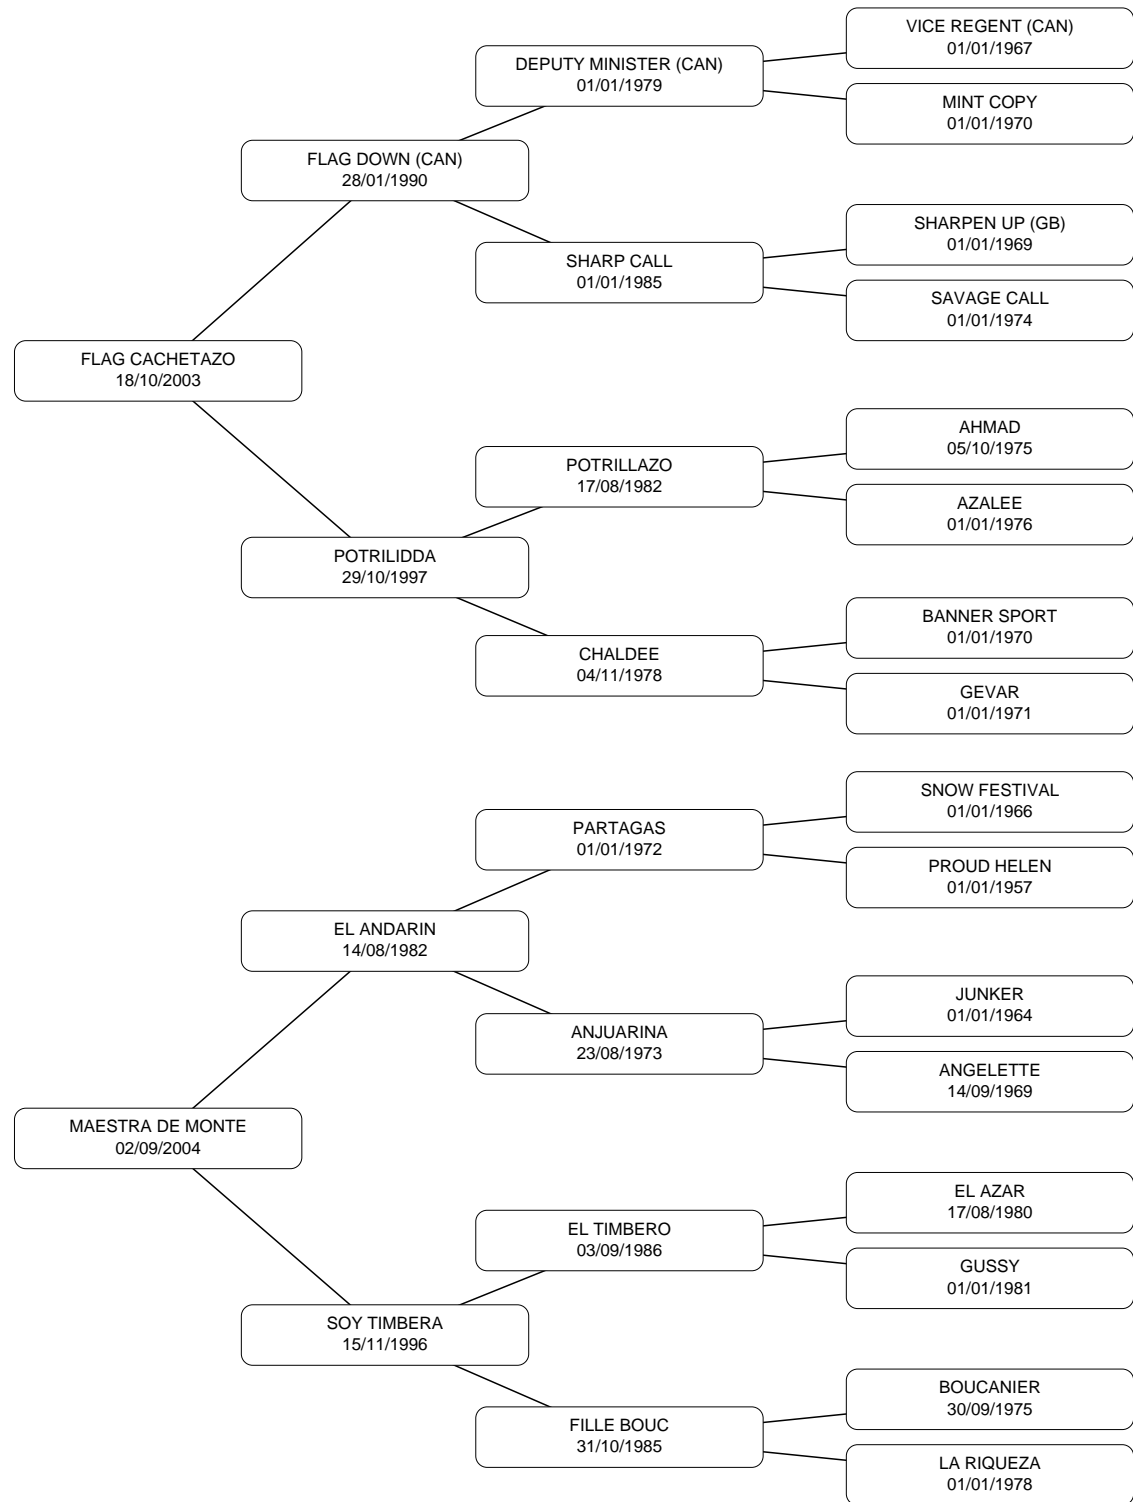 VICE REGENT (CAN)
01/01/1967
DEPUTY MINISTER (CAN)
01/01/1979
MINT COPY
01/01/1970
FLAG DOWN (CAN)
28/01/1990
SHARPEN UP (GB)
01/01/1969
SHARP CALL
01/01/1985
SAVAGE CALL
01/01/1974
FLAG CACHETAZO
18/10/2003
AHMAD
05/10/1975
POTRILLAZO
17/08/1982
AZALEE
01/01/1976
POTRILIDDA
29/10/1997
BANNER SPORT
01/01/1970
CHALDEE
04/11/1978
GEVAR
01/01/1971
SNOW FESTIVAL
01/01/1966
PARTAGAS
01/01/1972
PROUD HELEN
01/01/1957
EL ANDARIN
14/08/1982
JUNKER
01/01/1964
ANJUARINA
23/08/1973
ANGELETTE
14/09/1969
MAESTRA DE MONTE
02/09/2004
EL AZAR
17/08/1980
EL TIMBERO
03/09/1986
GUSSY
01/01/1981
SOY TIMBERA
15/11/1996
BOUCANIER
30/09/1975
FILLE BOUC
31/10/1985
LA RIQUEZA
01/01/1978